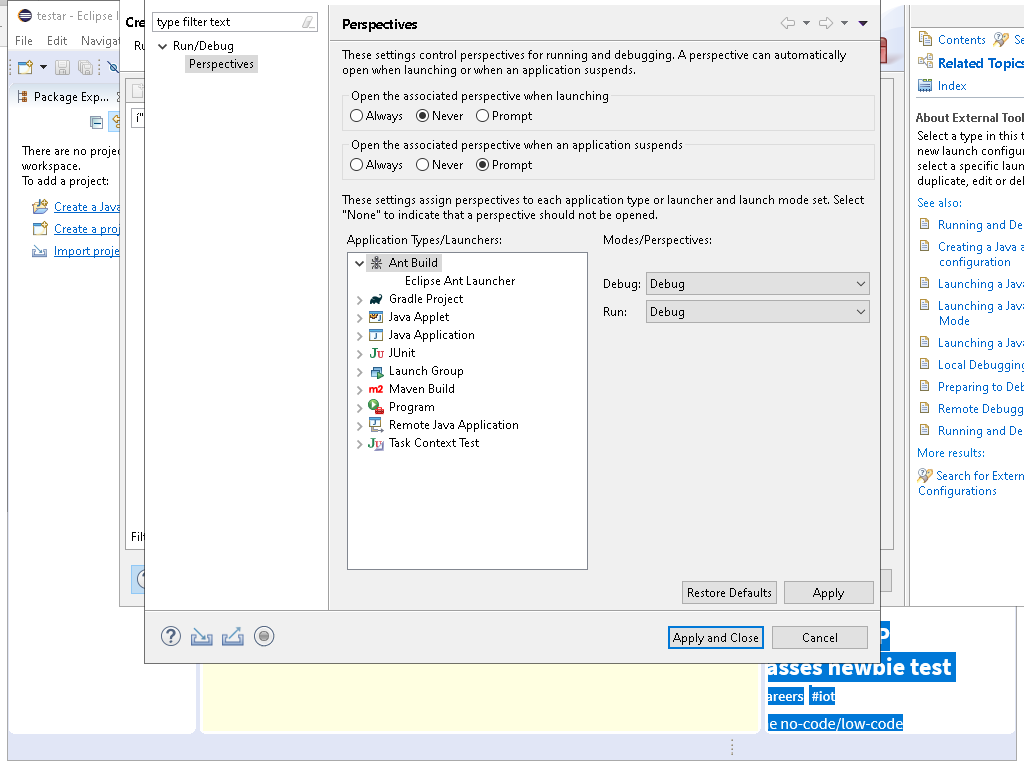 testar - Eclipse I
File Edit Naviga
Package Exp...
There are no proje
workspace.
To add a project:
Create a Java
Create a proj
Import proje
Cre
Ru
Filt
type filter text
Run/Debug
Perspectives
Perspectives
These settings control perspectives for running and debugging. A perspective can automatically
open when launching or when an application suspends.
Open the associated perspective when launching
Always Never Prompt
Open the associated perspective when an application suspends
Always Never Prompt
These settings assign perspectives to each application type or launcher and launch mode set. Select
"None" to indicate that a perspective should not be opened.
Application Types/Launchers:
Modes/Perspectives:
Ant Build
Eclipse Ant Launcher
Gradle Project
Java Applet
Java Application
JUnit
Launch Group
Maven Build
Program
Remote Java Application
Task Context Test
Debug: Debug
Run: Debug
Restore Defaults Apply
Apply and Close Cancel
Contents Se
Related Topics
Index
About External Tool
Select a type in this t
new launch configur
select a specific laun
duplicate, edit or del
See also:
Running and De
Creating a Java a
configuration
Launching a Java
Launching a Java
Mode
Launching a Java
Local Debugging
Preparing to Deb
Remote Debugg
Running and De
More results:
Search for Extern
Configurations
P
asses newbie test
areers #iot
e no-code/low-code